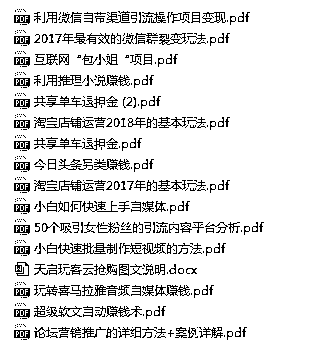 利用微信自带渠道引流操作项目变现.pdf
2017年最有效的微信群裂变玩法.pdf
互联网“包小姐“项目.pdf
利用推理小说赚钱.pdf
共享单车退押金 (2).pdf
淘宝店铺运营2018年的基本玩法.pdf
共享单车退押金.pdf
今日头条另类赚钱.pdf
淘宝店铺运营2017年的基本玩法.pdf
小白如何快速上手自媒体.pdf
50个吸引女性粉丝的引流内容平台分析.pdf
小白快速批量制作短视频的方法.pdf
天启玩客云抢购图文说明.docx
玩转喜马拉雅音频自媒体赚钱.pdf
超级软文自动赚钱术.pdf
论坛营销推广的详细方法+案例详解.pdf